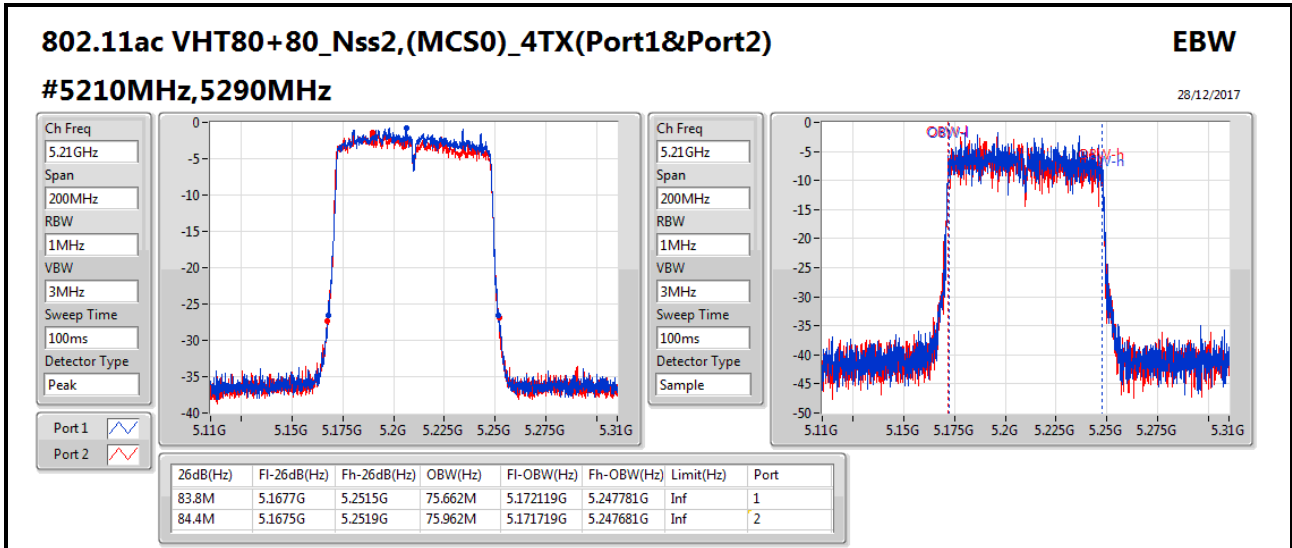 802.11ac VHT80+80_Nss2,(MCS0)_4TX(Port1&Port2)
EBW
#5210MHz,5290MHz
28/12/2017
Ch Freq
5.21GHz
Span
200MHz
RBW
1MHz
VBW
3MHz
Sweep Time
100ms
Detector Type
Peak
0
-5
-10
-15
-20
-25
-30
-35
-40
5.11G 5.15G 5.175G 5.2G 5.225G 5.25G 5.275G 5.31G
Ch Freq
5.21GHz
Span
200MHz
RBW
1MHz
VBW
3MHz
Sweep Time
100ms
Detector Type
Sample
0
-5
-10
-15
-20
-25
-30
-35
-40
-45
-50
OBW-l
OBW-h
5.11G 5.15G 5.175G 5.2G 5.225G 5.25G 5.275G 5.31G
Port 1
Port 2
26dB(Hz) Fl-26dB(Hz) Fh-26dB(Hz) OBW(Hz) Fl-OBW(Hz) Fh-OBW(Hz) Limit(Hz) Port
83.8M 5.1677G 5.2515G 75.662M 5.172119G 5.247781G Inf 1
84.4M 5.1675G 5.2519G 75.962M 5.171719G 5.247681G Inf 2